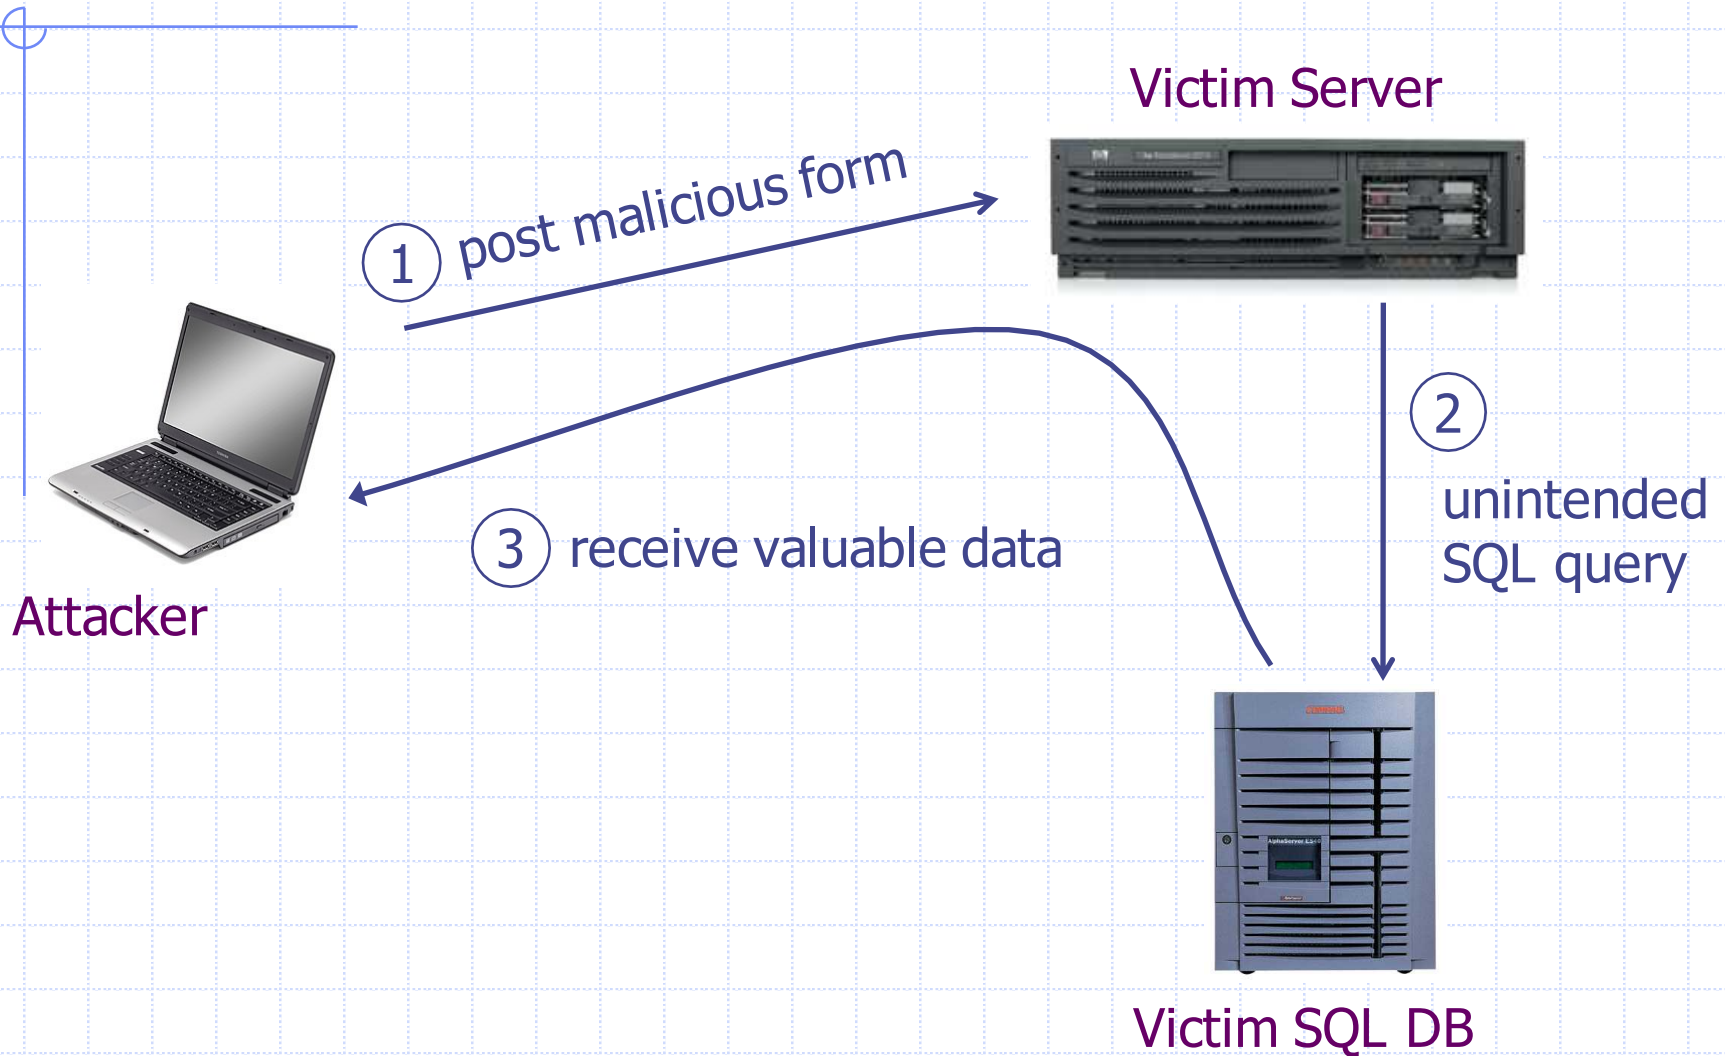 Victim Server
1 post malicious form
2
unintended
SQL query
3 receive valuable data
Attacker
Victim SQL DB